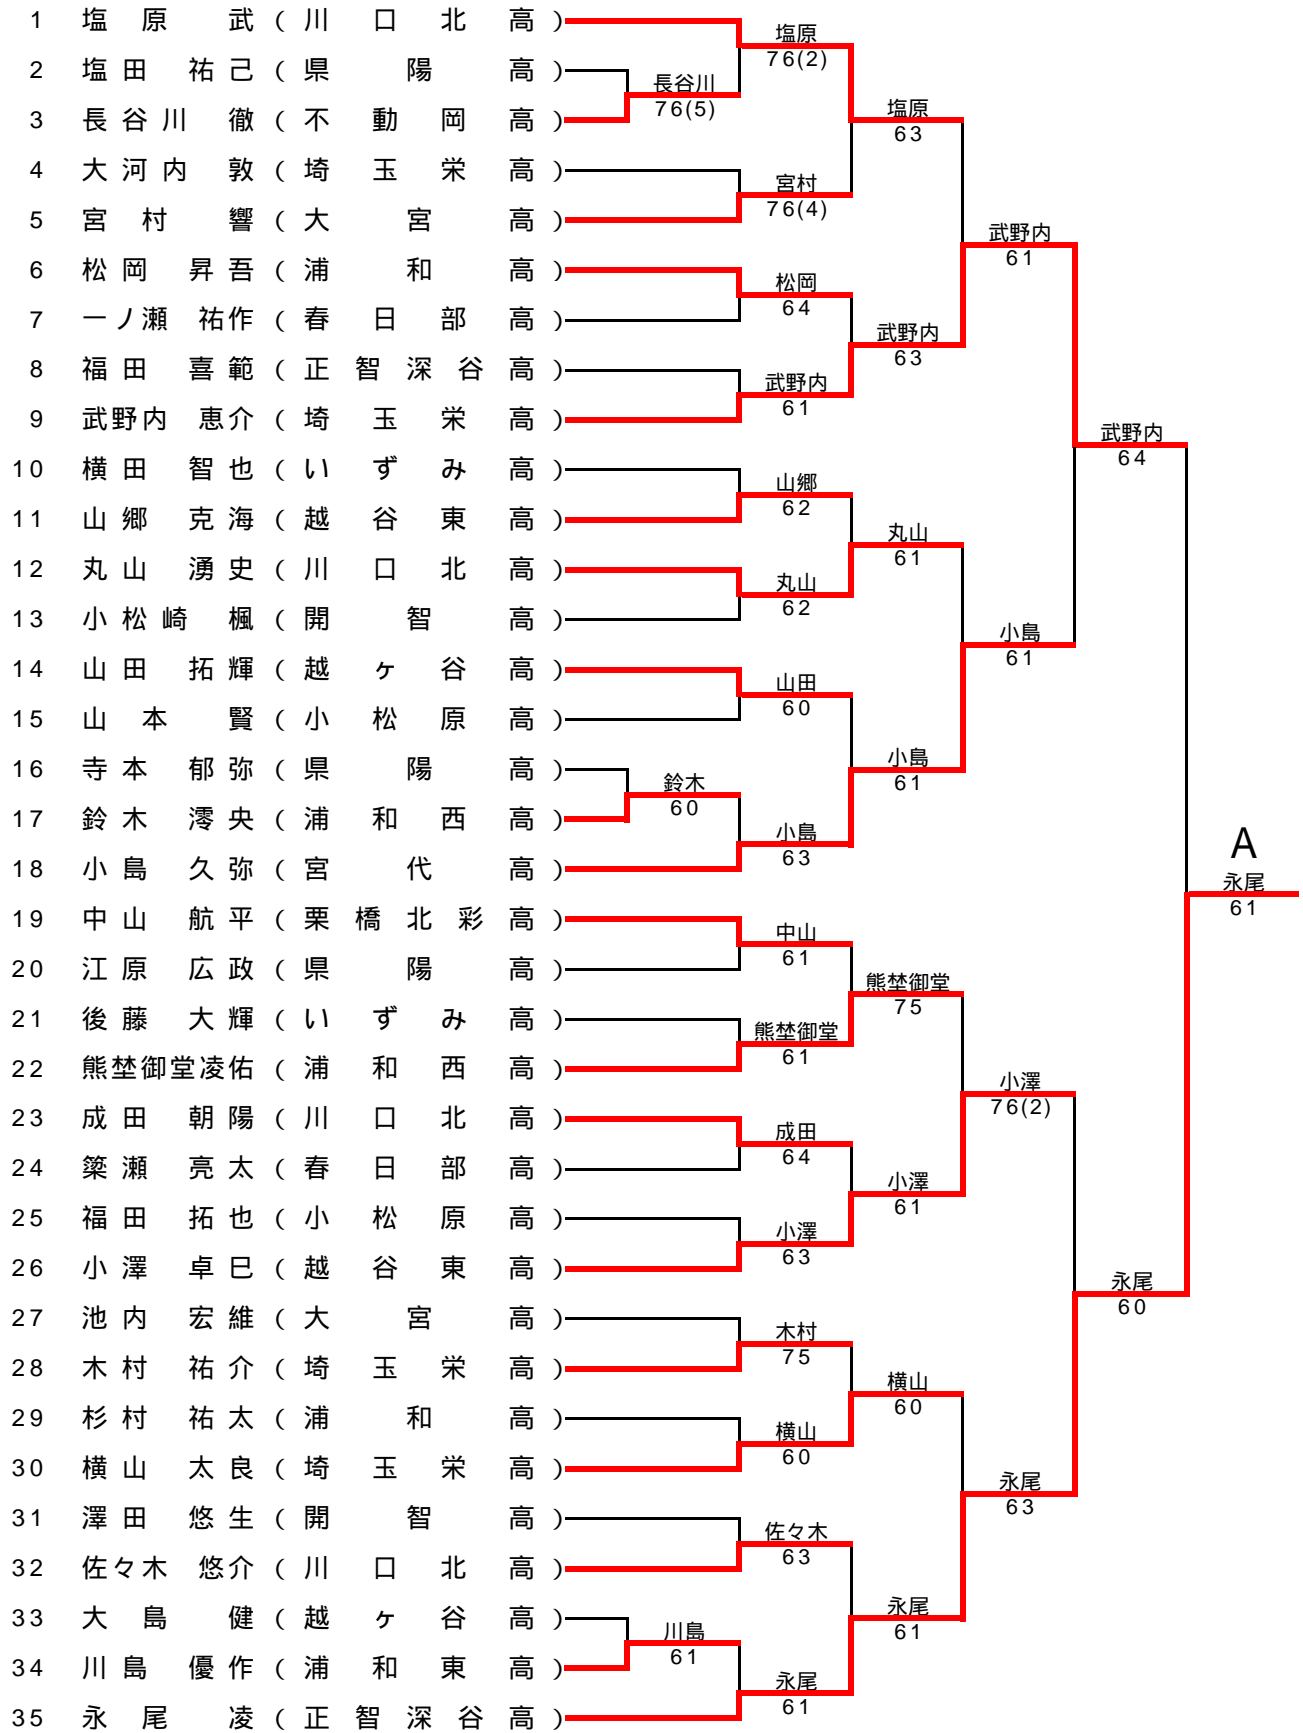 1 塩原 武 (川口北高)
2 塩田 祐己 (県陽高)
3 長谷川 徹 (不動岡高)
4 大河内 敦 (埼玉栄高)
5 宮村 響 (大宮高)
6 松岡 昇吾 (浦和高)
7 一ノ瀬 祐作 (春日部高)
8 福田 喜範 (正智深谷高)
9 武野内 恵介 (埼玉栄高)
10 横田 智也 (いずみ高)
11 山郷 克海 (越谷東高)
12 丸山 湧史 (川口北高)
13 小松崎 楓 (開智高)
14 山田 拓輝 (越ヶ谷高)
15 山本 賢 (小松原高)
16 寺本 郁弥 (県陽高)
17 鈴木 澪央 (浦和西高)
18 小島 久弥 (宮代高)
19 中山 航平 (栗橋北彩高)
20 江原 広政 (県陽高)
21 後藤 大輝 (いずみ高)
22 熊埜御堂凌佑 (浦和西高)
23 成田 朝陽 (川口北高)
24 簗瀬 亮太 (春日部高)
25 福田 拓也 (小松原高)
26 小澤 卓巳 (越谷東高)
27 池内 宏維 (大宮高)
28 木村 祐介 (埼玉栄高)
29 杉村 祐太 (浦和高)
30 横山 太良 (埼玉栄高)
31 澤田 悠生 (開智高)
32 佐々木 悠介 (川口北高)
33 大島 健 (越ヶ谷高)
34 川島 優作 (浦和東高)
35 永尾 凌 (正智深谷高)
長谷川
76(5)
鈴木
60
川島
61
塩原
76(2)
宮村
76(4)
松岡
64
武野内
61
山郷
62
丸山
62
山田
60
小島
63
中山
61
熊埜御堂
61
成田
64
小澤
63
木村
75
横山
60
佐々木
63
永尾
61
塩原
63
武野内
63
丸山
61
小島
61
熊埜御堂
75
小澤
61
横山
60
永尾
61
武野内
61
小島
61
小澤
76(2)
永尾
63
武野内
64
永尾
60
A
永尾
61